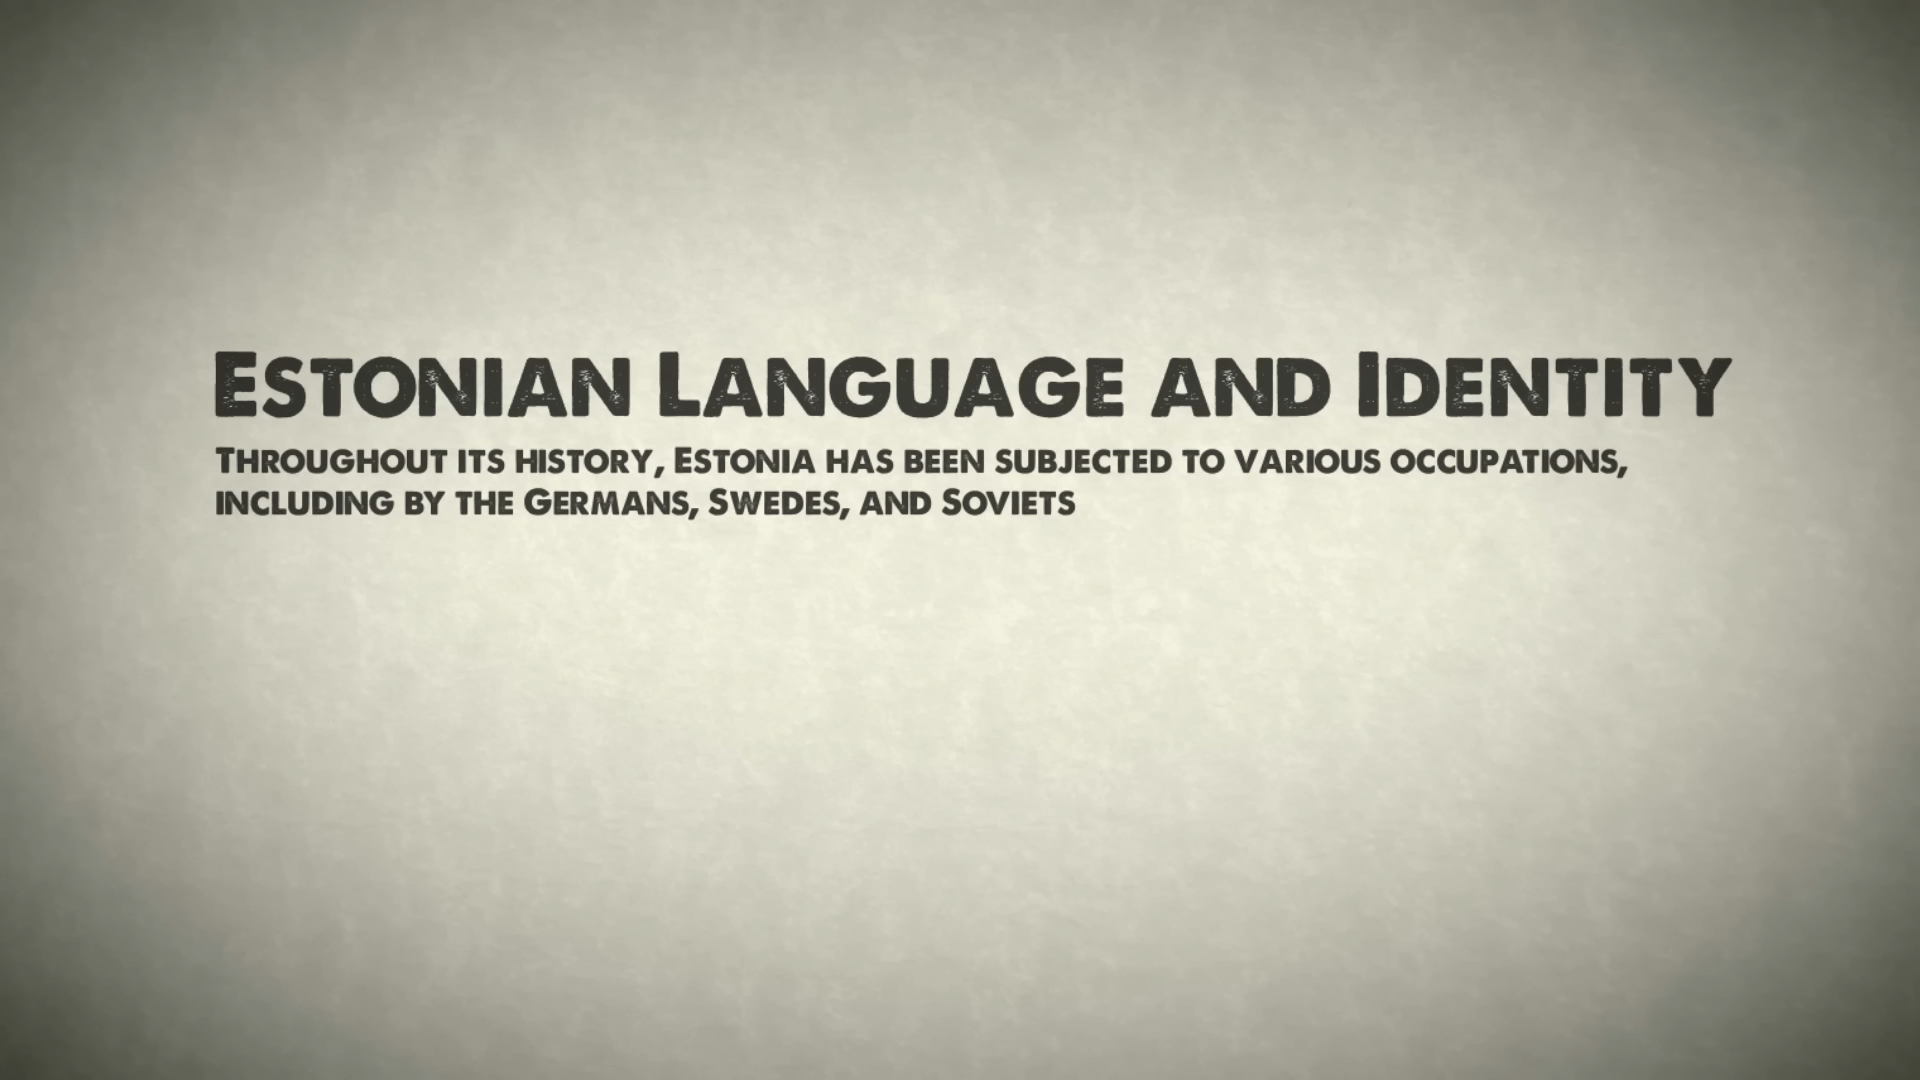 Estonian Language and Identity
Throughout its history, Estonia has been subjected to various occupations,
including by the Germans, Swedes, and Soviets